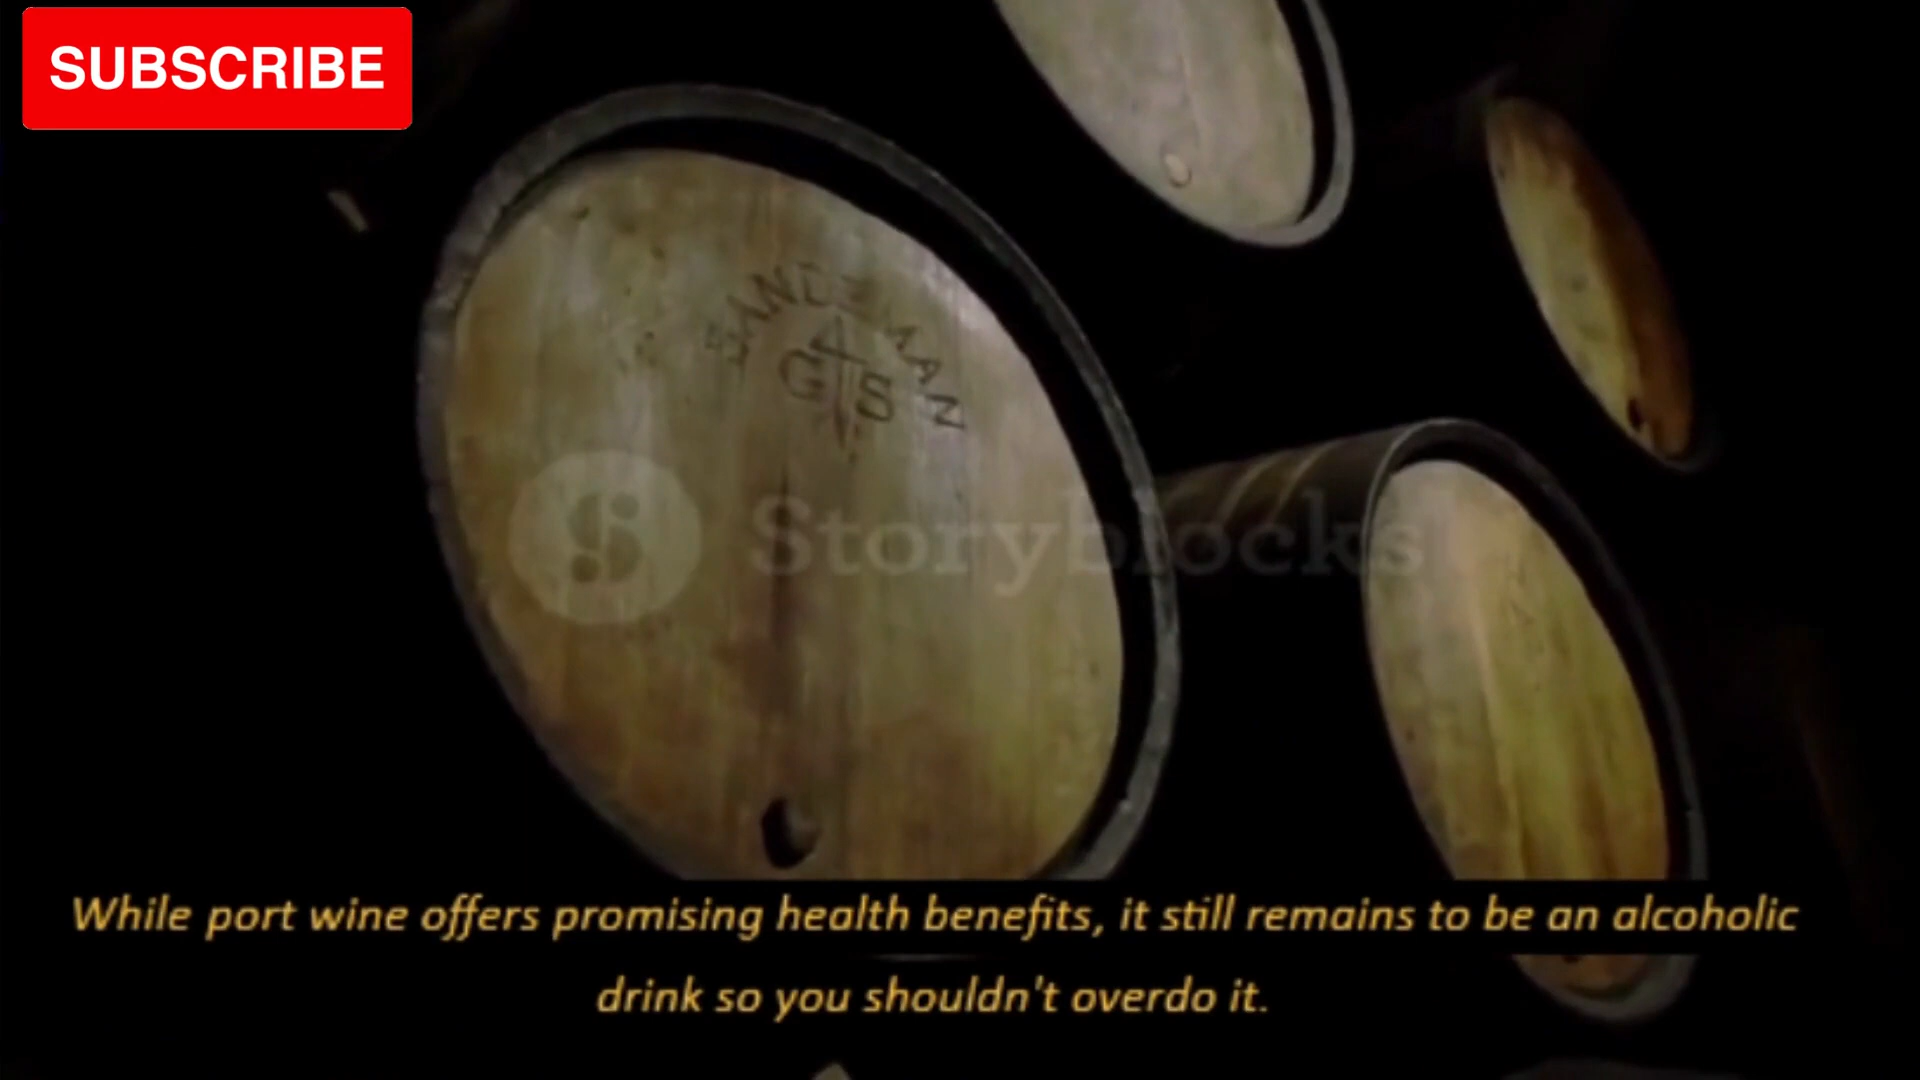 SUBSCRIBE
SANDEMAN
G S
Storyblocks
While port wine offers promising health benefits, it still remains to be an alcoholic
drink so you shouldn't overdo it.